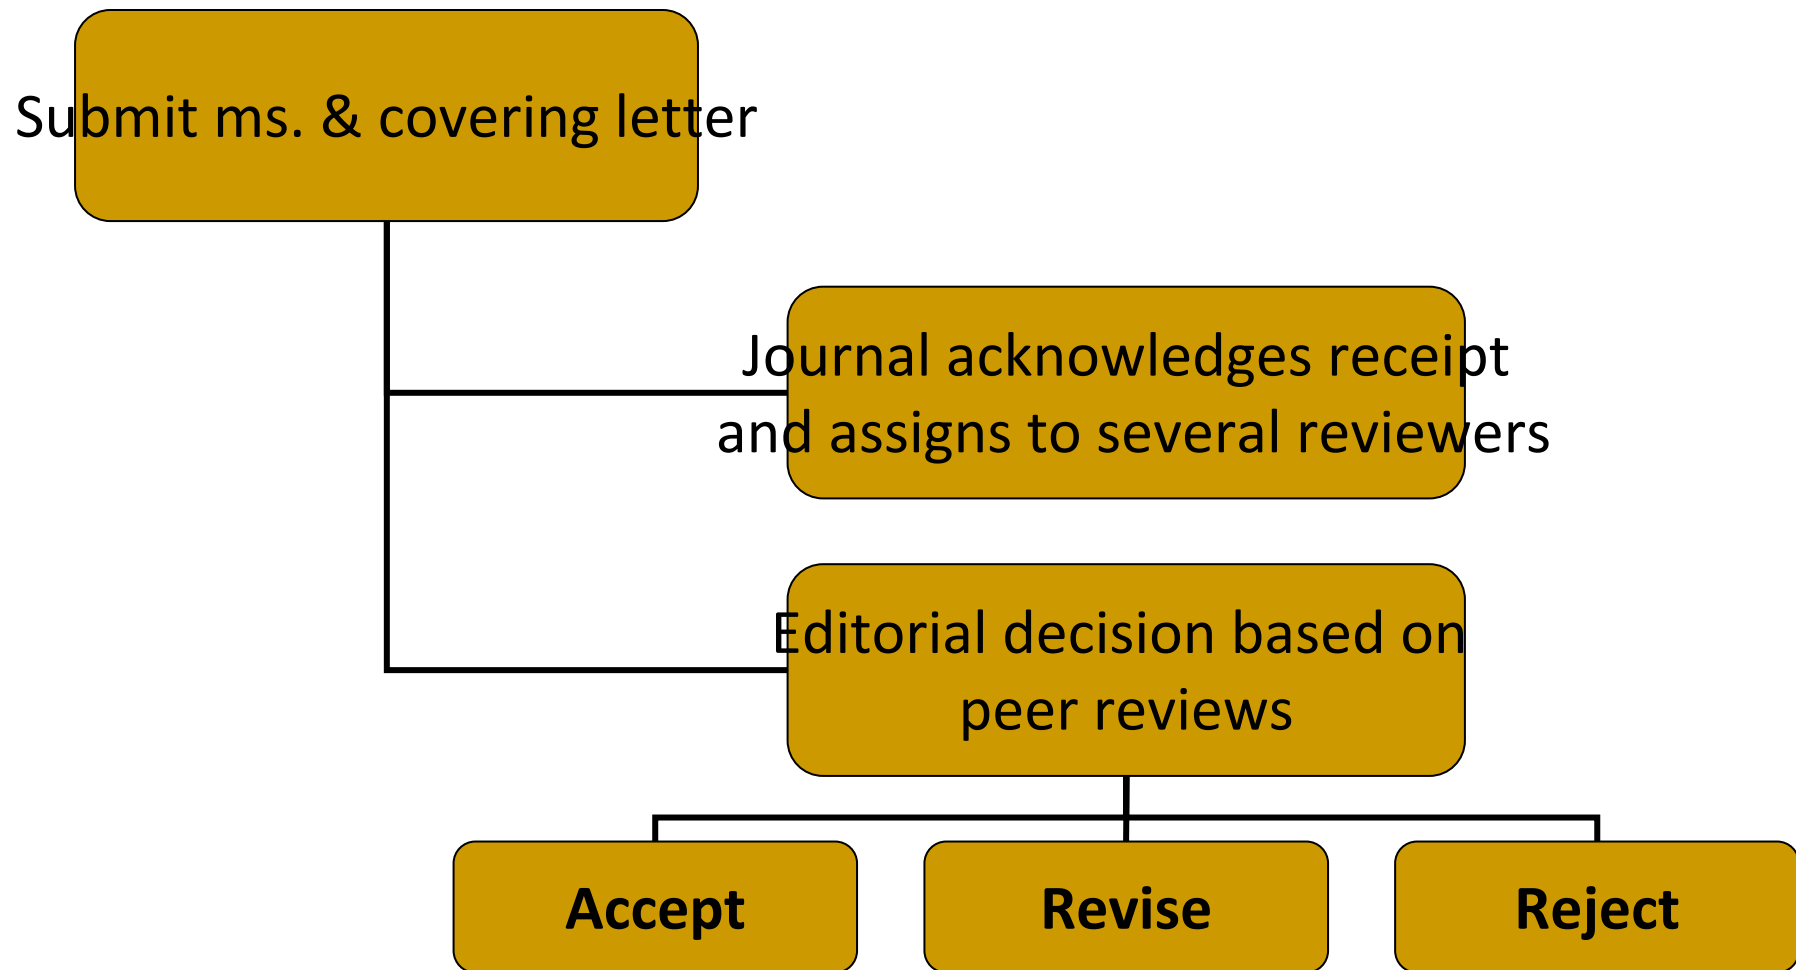 Submit ms. & covering letter
Journal acknowledges receipt
and assigns to several reviewers
Editorial decision based on
peer reviews
Accept
Revise
Reject